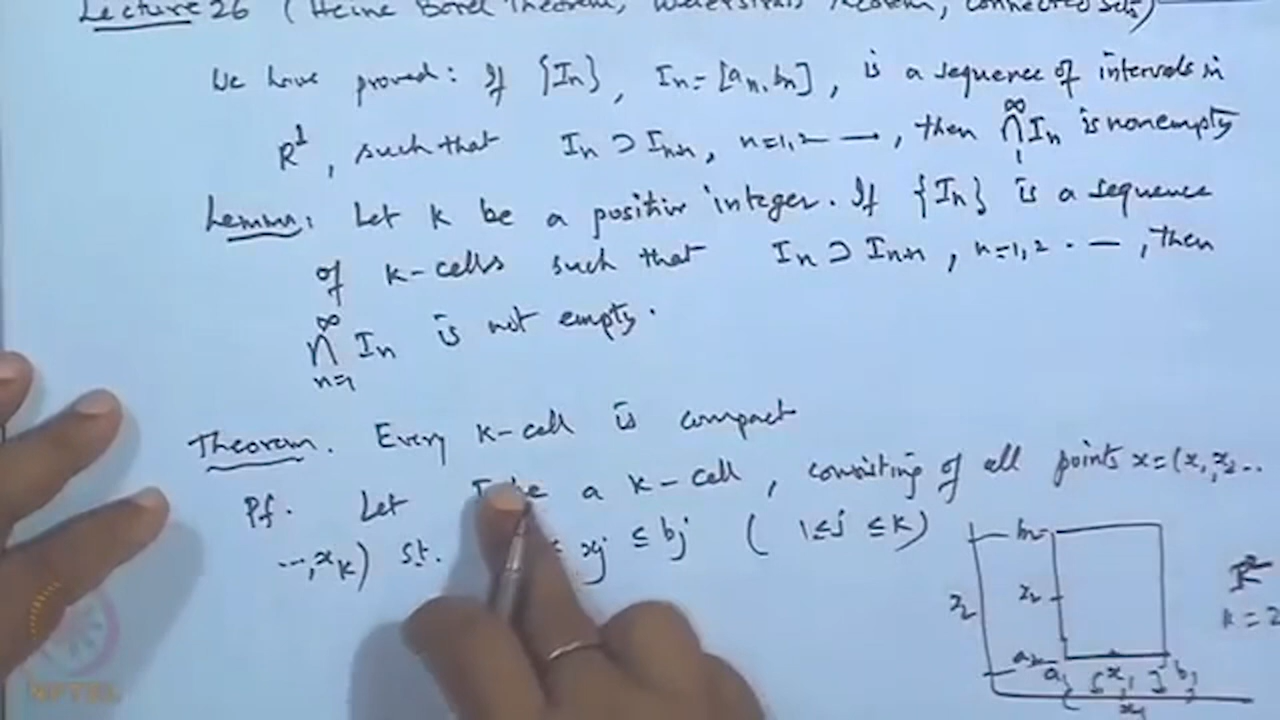 Lecture 26 (Heine Borel Theorem, Weierstrass Theorem, Connected Sets)
We have proved: If {In}, In = [an, bn], is a sequence of intervals in
R¹, such that In ⊃ In+1, n=1,2 —, then ∞ ∩ 1 In is nonempty
Lemma: Let K be a positive integer. If {In} is a sequence
of K-cells such that In ⊃ In+1, n=1,2 . —, then
∞ ∩ n=1 In is not empty.
Theorem. Every K-cell is compact
Pf. Let I be a K-cell, consisting of all points x=(x1, x2..
..., xK) s.t. ≤ xj ≤ bj ( 1≤j ≤K)
b2
x2 x2 R²
K=2
a2
a1 [ x1 ] b1
x1
NPTEL